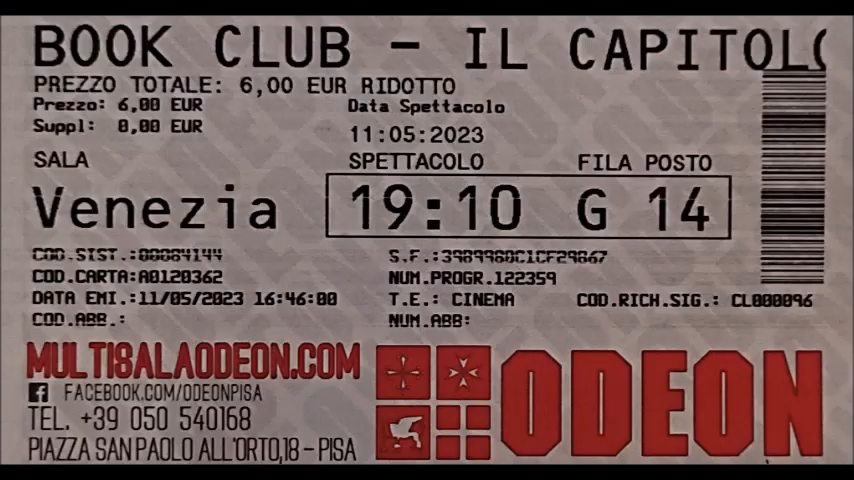 BOOK CLUB - IL CAPITOLO
PREZZO TOTALE: 6,00 EUR RIDOTTO
Prezzo: 6,00 EUR
Data Spettacolo
Suppl: 0,00 EUR
11:05:2023
SALA SPETTACOLO FILA POSTO
Venezia 19:10 G 14
COD.SIST.:00084144 S.F.:3989980C1CF29867
COD.CARTA:A0120362 NUM.PROGR.122359
DATA EMI.:11/05/2023 16:46:00 T.E.: CINEMA COD.RICH.SIG.: CL000096
COD.ABB.: NUM.ABB:
MULTISALAODEON.COM
FACEBOOK.COM/ODEONPISA
TEL. +39 050 540168
PIAZZA SAN PAOLO ALL'ORTO,18 - PISA
ODEON